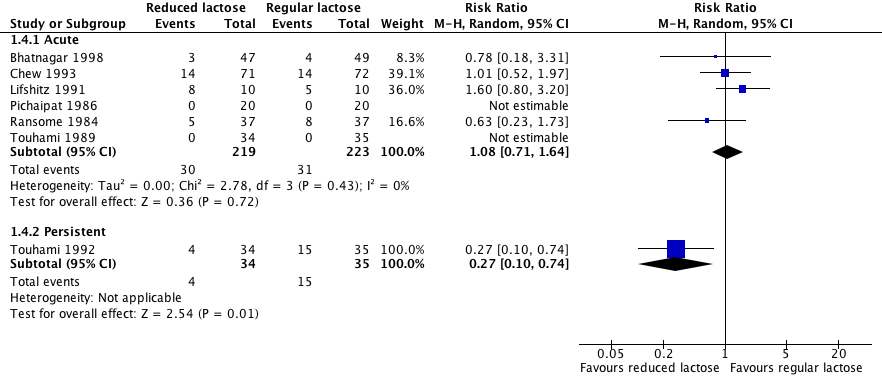 Reduced lactose Regular lactose Risk Ratio Risk Ratio
Study or Subgroup Events Total Events Total Weight M-H, Random, 95% CI M-H, Random, 95% CI
1.4.1 Acute
Bhatnagar 1998 3 47 4 49 8.3% 0.78 [0.18, 3.31]
Chew 1993 14 71 14 72 39.1% 1.01 [0.52, 1.97]
Lifshitz 1991 8 10 5 10 36.0% 1.60 [0.80, 3.20]
Pichaipat 1986 0 20 0 20 Not estimable
Ransome 1984 5 37 8 37 16.6% 0.63 [0.23, 1.73]
Touhami 1989 0 34 0 35 Not estimable
Subtotal (95% CI) 219 223 100.0% 1.08 [0.71, 1.64]
Total events 30 31
Heterogeneity: Tau² = 0.00; Chi² = 2.78, df = 3 (P = 0.43); I² = 0%
Test for overall effect: Z = 0.36 (P = 0.72)
1.4.2 Persistent
Touhami 1992 4 34 15 35 100.0% 0.27 [0.10, 0.74]
Subtotal (95% CI) 34 35 100.0% 0.27 [0.10, 0.74]
Total events 4 15
Heterogeneity: Not applicable
Test for overall effect: Z = 2.54 (P = 0.01)
0.05 0.2 1 5 20
Favours reduced lactose Favours regular lactose